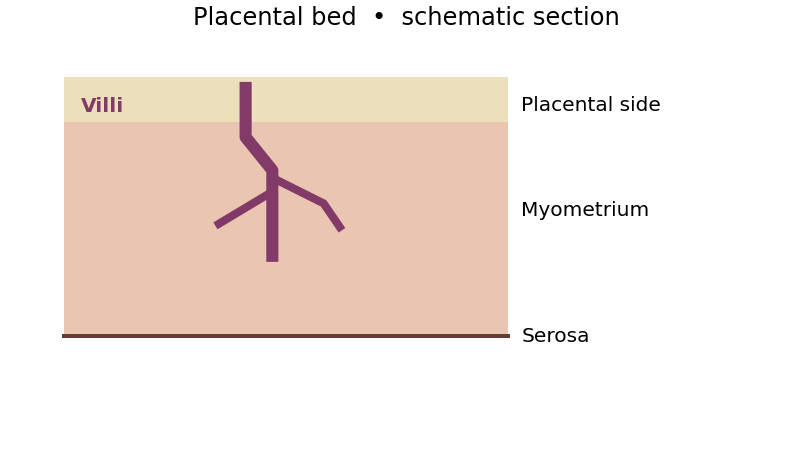 Placental bed • schematic section
Villi
Placental side
Myometrium
Serosa